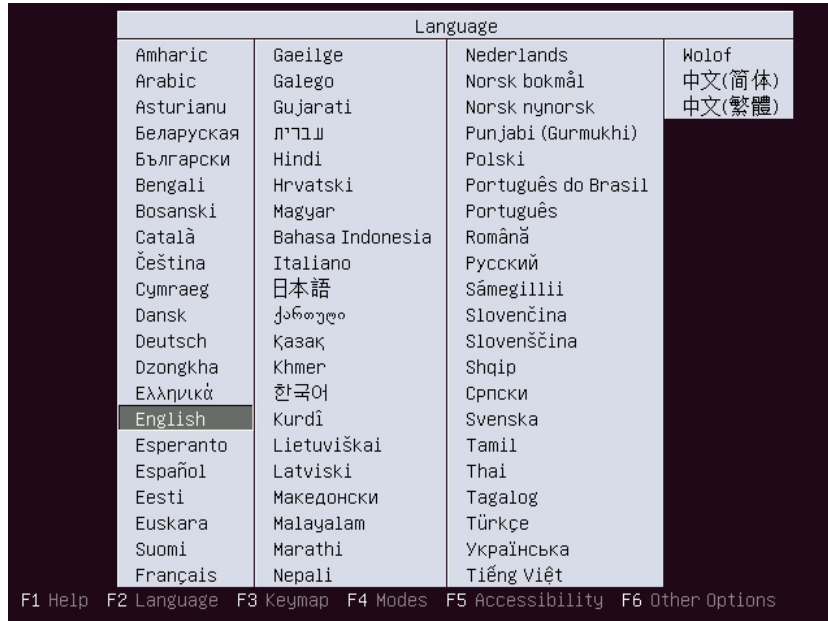 Language
Amharic
Arabic
Asturianu
Беларуская
Български
Bengali
Bosanski
Català
Čeština
Cymraeg
Dansk
Deutsch
Dzongkha
Ελληνικά
English
Esperanto
Español
Eesti
Euskara
Suomi
Français
Gaeilge
Galego
Gujarati
עברית
Hindi
Hrvatski
Magyar
Bahasa Indonesia
Italiano
日本語
ქართული
Қазақ
Khmer
한국어
Kurdî
Lietuviškai
Latviski
Македонски
Malayalam
Marathi
Nepali
Nederlands
Norsk bokmål
Norsk nynorsk
Punjabi (Gurmukhi)
Polski
Português do Brasil
Português
Română
Русский
Sámegillii
Slovenčina
Slovenščina
Shqip
Српски
Svenska
Tamil
Thai
Tagalog
Türkçe
Українська
Tiếng Việt
Wolof
中文(简体)
中文(繁體)
F1 Help F2 Language F3 Keymap F4 Modes F5 Accessibility F6 Other Options